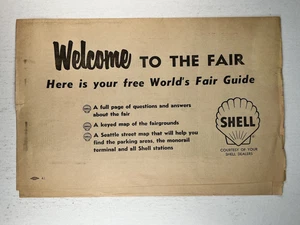 Welcome TO THE FAIR
Here is your free World's Fair Guide
A full page of questions and answers
about the fair
A keyed map of the fairgrounds
A Seattle street map that will help you
find the parking areas, the monorail
terminal and all Shell stations
SHELL
COURTESY OF YOUR
SHELL DEALERS